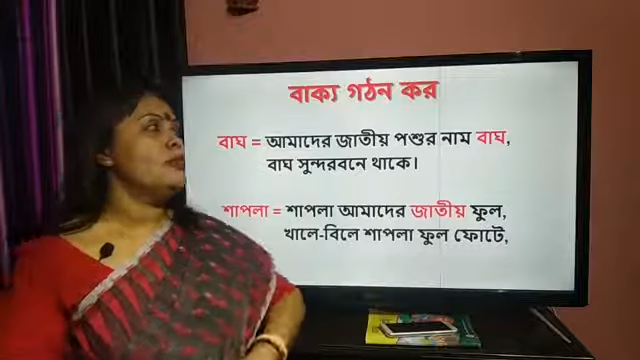 বাক্য গঠন কর
বাঘ = আমাদের জাতীয় পশুর নাম বাঘ,
বাঘ সুন্দরবনে থাকে।
শাপলা = শাপলা আমাদের জাতীয় ফুল,
খালে-বিলে শাপলা ফুল ফোটে,